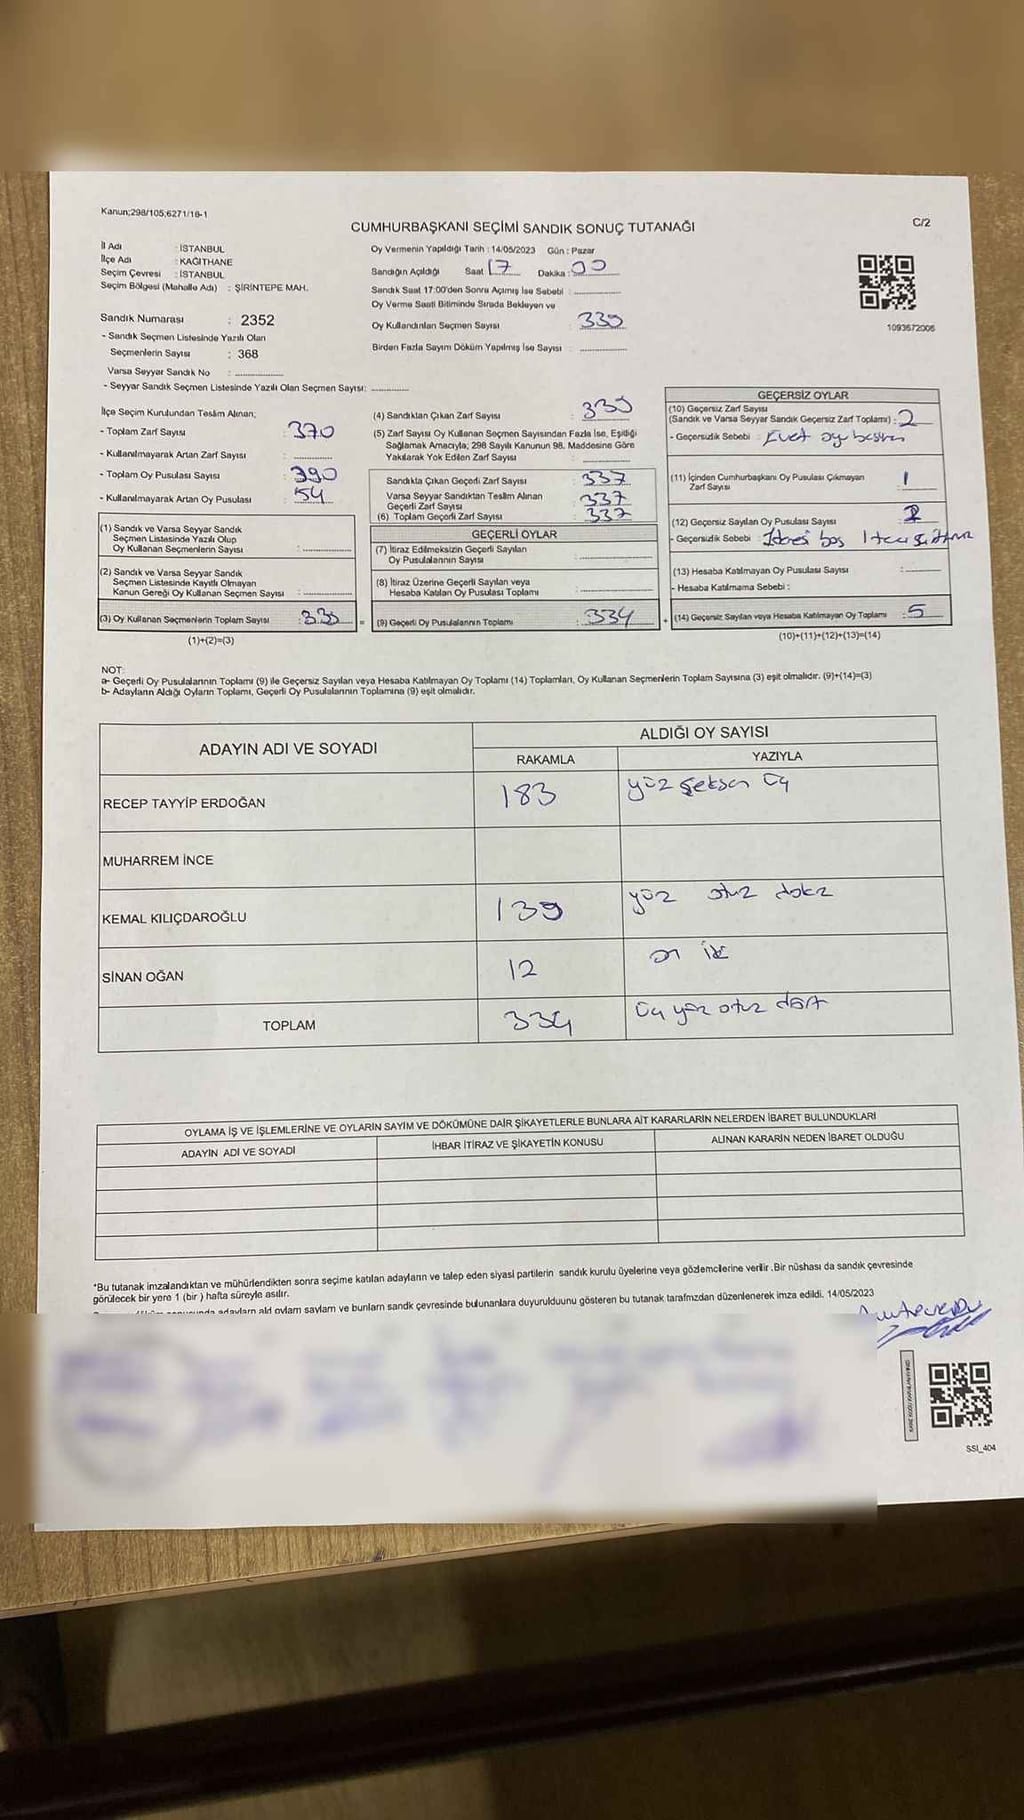 Kanun;298/105,6271/16-1
C/2
CUMHURBAŞKANI SEÇİMİ SANDIK SONUÇ TUTANAĞI
İl Adı : İSTANBUL
İlçe Adı : KAĞITHANE
Seçim Çevresi : İSTANBUL
Seçim Bölgesi (Mahalle Adı) : ŞİRİNTEPE MAH.
Oy Vermenin Yapıldığı Tarih : 14/05/2023 Gün : Pazar
Sandığın Açıldığı Saat 17 Dakika : 00
Sandık Saat 17:00'den Sonra Açımış İse Sebebi :
Oy Verme Saati Bitiminde Sırada Bekleyen ve
Oy Kullandırılan Seçmen Sayısı : 339
Birden Fazla Sayım Döküm Yapılmış İse Sayısı :
1093672006
Sandık Numarası : 2352
- Sandık Seçmen Listesinde Yazılı Olan
Seçmenlerin Sayısı : 368
Varsa Seyyar Sandık No :
- Seyyar Sandık Seçmen Listesinde Yazılı Olan Seçmen Sayısı:
İlçe Seçim Kurulundan Teslim Alınan;
- Toplam Zarf Sayısı : 370
- Kullanılmayarak Artan Zarf Sayısı :
- Toplam Oy Pusulası Sayısı : 390
- Kullanılmayarak Artan Oy Pusulası : 54
(1) Sandık ve Varsa Seyyar Sandık
Seçmen Listesinde Yazılı Olup
Oy Kullanan Seçmenlerin Sayısı :
(2) Sandık ve Varsa Seyyar Sandık
Seçmen Listesinde Kayıtlı Olmayan
Kanun Gereği Oy Kullanan Seçmen Sayısı :
(3) Oy Kullanan Seçmenlerin Toplam Sayısı : 339
(1)+(2)=(3)
(4) Sandıktan Çıkan Zarf Sayısı : 339
(5) Zarf Sayısı Oy Kullanan Seçmen Sayısından Fazla İse, Eşitliği
Sağlamak Amacıyla; 298 Sayılı Kanunun 98. Maddesine Göre
Yakılarak Yok Edilen Zarf Sayısı :
Sandıkta Çıkan Geçerli Zarf Sayısı : 337
Varsa Seyyar Sandıktan Teslim Alınan
Geçerli Zarf Sayısı : 337
(6) Toplam Geçerli Zarf Sayısı : 337
GEÇERLİ OYLAR
(7) İtiraz Edilmeksizin Geçerli Sayılan
Oy Pusulalarının Sayısı :
(8) İtiraz Üzerine Geçerli Sayılan veya
Hesaba Katılan Oy Pusulası Toplamı :
= (9) Geçerli Oy Pusulalarının Toplamı : 334
GEÇERSİZ OYLAR
(10) Geçersiz Zarf Sayısı
(Sandık ve Varsa Seyyar Sandık Geçersiz Zarf Toplamı) : 2
- Geçersizlik Sebebi : Evet
(11) İçinden Cumhurbaşkanı Oy Pusulası Çıkmayan
Zarf Sayısı : 1
(12) Geçersiz Sayılan Oy Pusulası Sayısı : 2
- Geçersizlik Sebebi : boş 1
(13) Hesaba Katılmayan Oy Pusulası Sayısı :
- Hesaba Katılmama Sebebi :
+ (14) Geçersiz Sayılan veya Hesaba Katılmayan Oy Toplamı : 5
(10)+(11)+(12)+(13)=(14)
NOT:
a- Geçerli Oy Pusulalarının Toplamı (9) ile Geçersiz Sayılan veya Hesaba Katılmayan Oy Toplamı (14) Toplamları, Oy Kullanan Seçmenlerin Toplam Sayısına (3) eşit olmalıdır. (9)+(14)=(3)
b- Adayların Aldığı Oyların Toplamı, Geçerli Oy Pusulalarının Toplamına (9) eşit olmalıdır.
ADAYIN ADI VE SOYADI
ALDIĞI OY SAYISI
RAKAMLA YAZIYLA
RECEP TAYYİP ERDOĞAN 183 yüz seksen üç
MUHARREM İNCE
KEMAL KILIÇDAROĞLU 139 yüz otuz dokz
SİNAN OĞAN 12 on iki
TOPLAM 334 üç yüz otuz dört
OYLAMA İŞ VE İŞLEMLERİNE VE OYLARIN SAYIM VE DÖKÜMÜNE DAİR ŞİKAYETLERLE BUNLARA AİT KARARLARIN NELERDEN İBARET BULUNDUKLARI
ADAYIN ADI VE SOYADI İHBAR İTİRAZ VE ŞİKAYETİN KONUSU ALINAN KARARIN NEDEN İBARET OLDUĞU
*Bu tutanak imzalandıktan ve mühürlendikten sonra seçime katılan adayların ve talep eden siyasi partilerin sandık kurulu üyelerine veya gözlemcilerine verilir .Bir nüshası da sandık çevresinde
görülecek bir yere 1 (bir ) hafta süreyle asılır.
adayların ald oyların sayların ve bunların sandık çevresinde bulunanlara duyurulduunu gösteren bu tutanak tarafımzdan düzenlenerek imza edildi. 14/05/2023
SSI_404